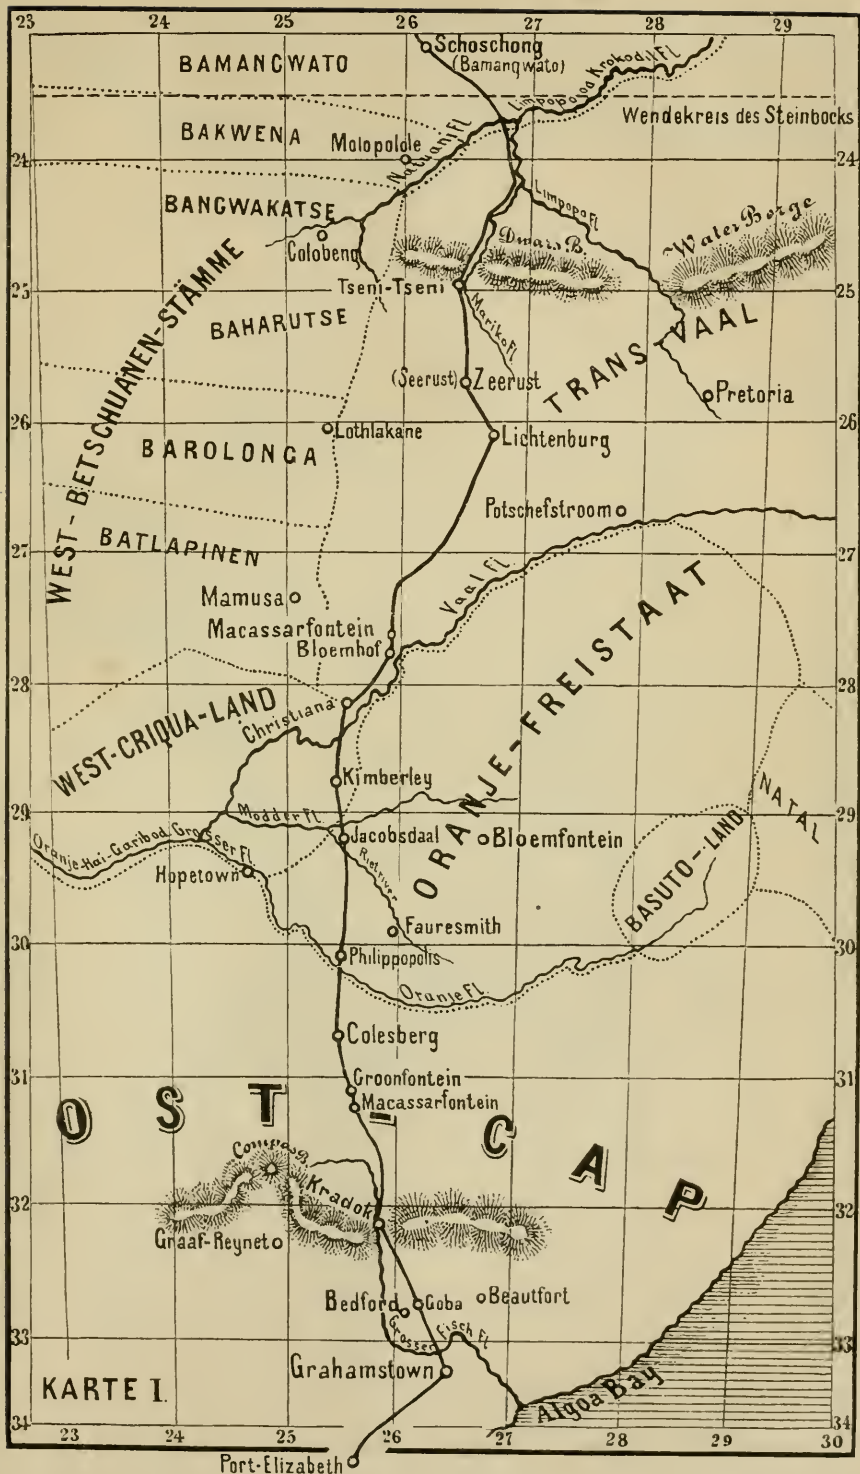 23 24 25 26 27 28 29
Schoschong
(Bamangwato)
BAMANGWATO
Limpopo od Krokodil Fl.
Wendekreis des Steinbocks
BAKWENA
Molopolole
Natuani Fl.
24 24
BANGWAKATSE
Limpopo Fl.
Colobeng
Dwars B.
Water Berge
Tseni-Tseni
25 25
Mariko Fl.
BAHARUTSE
WEST-BETSCHUANEN-STÄMME
TRANS-VAAL
(Seerust) Zeerust
Pretoria
26 26
Lothlakane
Lichtenburg
BAROLONGA
Potschefstroom
27 27
BATLAPINEN
Vaal Fl.
Mamusa
Macassarfontein
Bloemhof
ORANJE-FREISTAAT
28 28
Christiana
WEST-GRIQUA-LAND
Kimberley
NATAL
29 29
Modder Fl.
Oranje-Hai-Garib od. Grosser Fl.
Jacobsdaal
Bloemfontein
BASUTO-LAND
Hopetown
Riet river
Fauresmith
30 30
Philippopolis
Oranje Fl.
Colesberg
31 31
Groonfontein
Macassarfontein
OST-CAP
Compas B.
Kradok
32 32
Graaf-Reynet
Bedford
Goba
Beautfort
Grosser Fisch Fl.
33 33
Grahamstown
KARTE I.
Algoa Bay
34
23 24 25 26 27 28 29 30
Port-Elizabeth